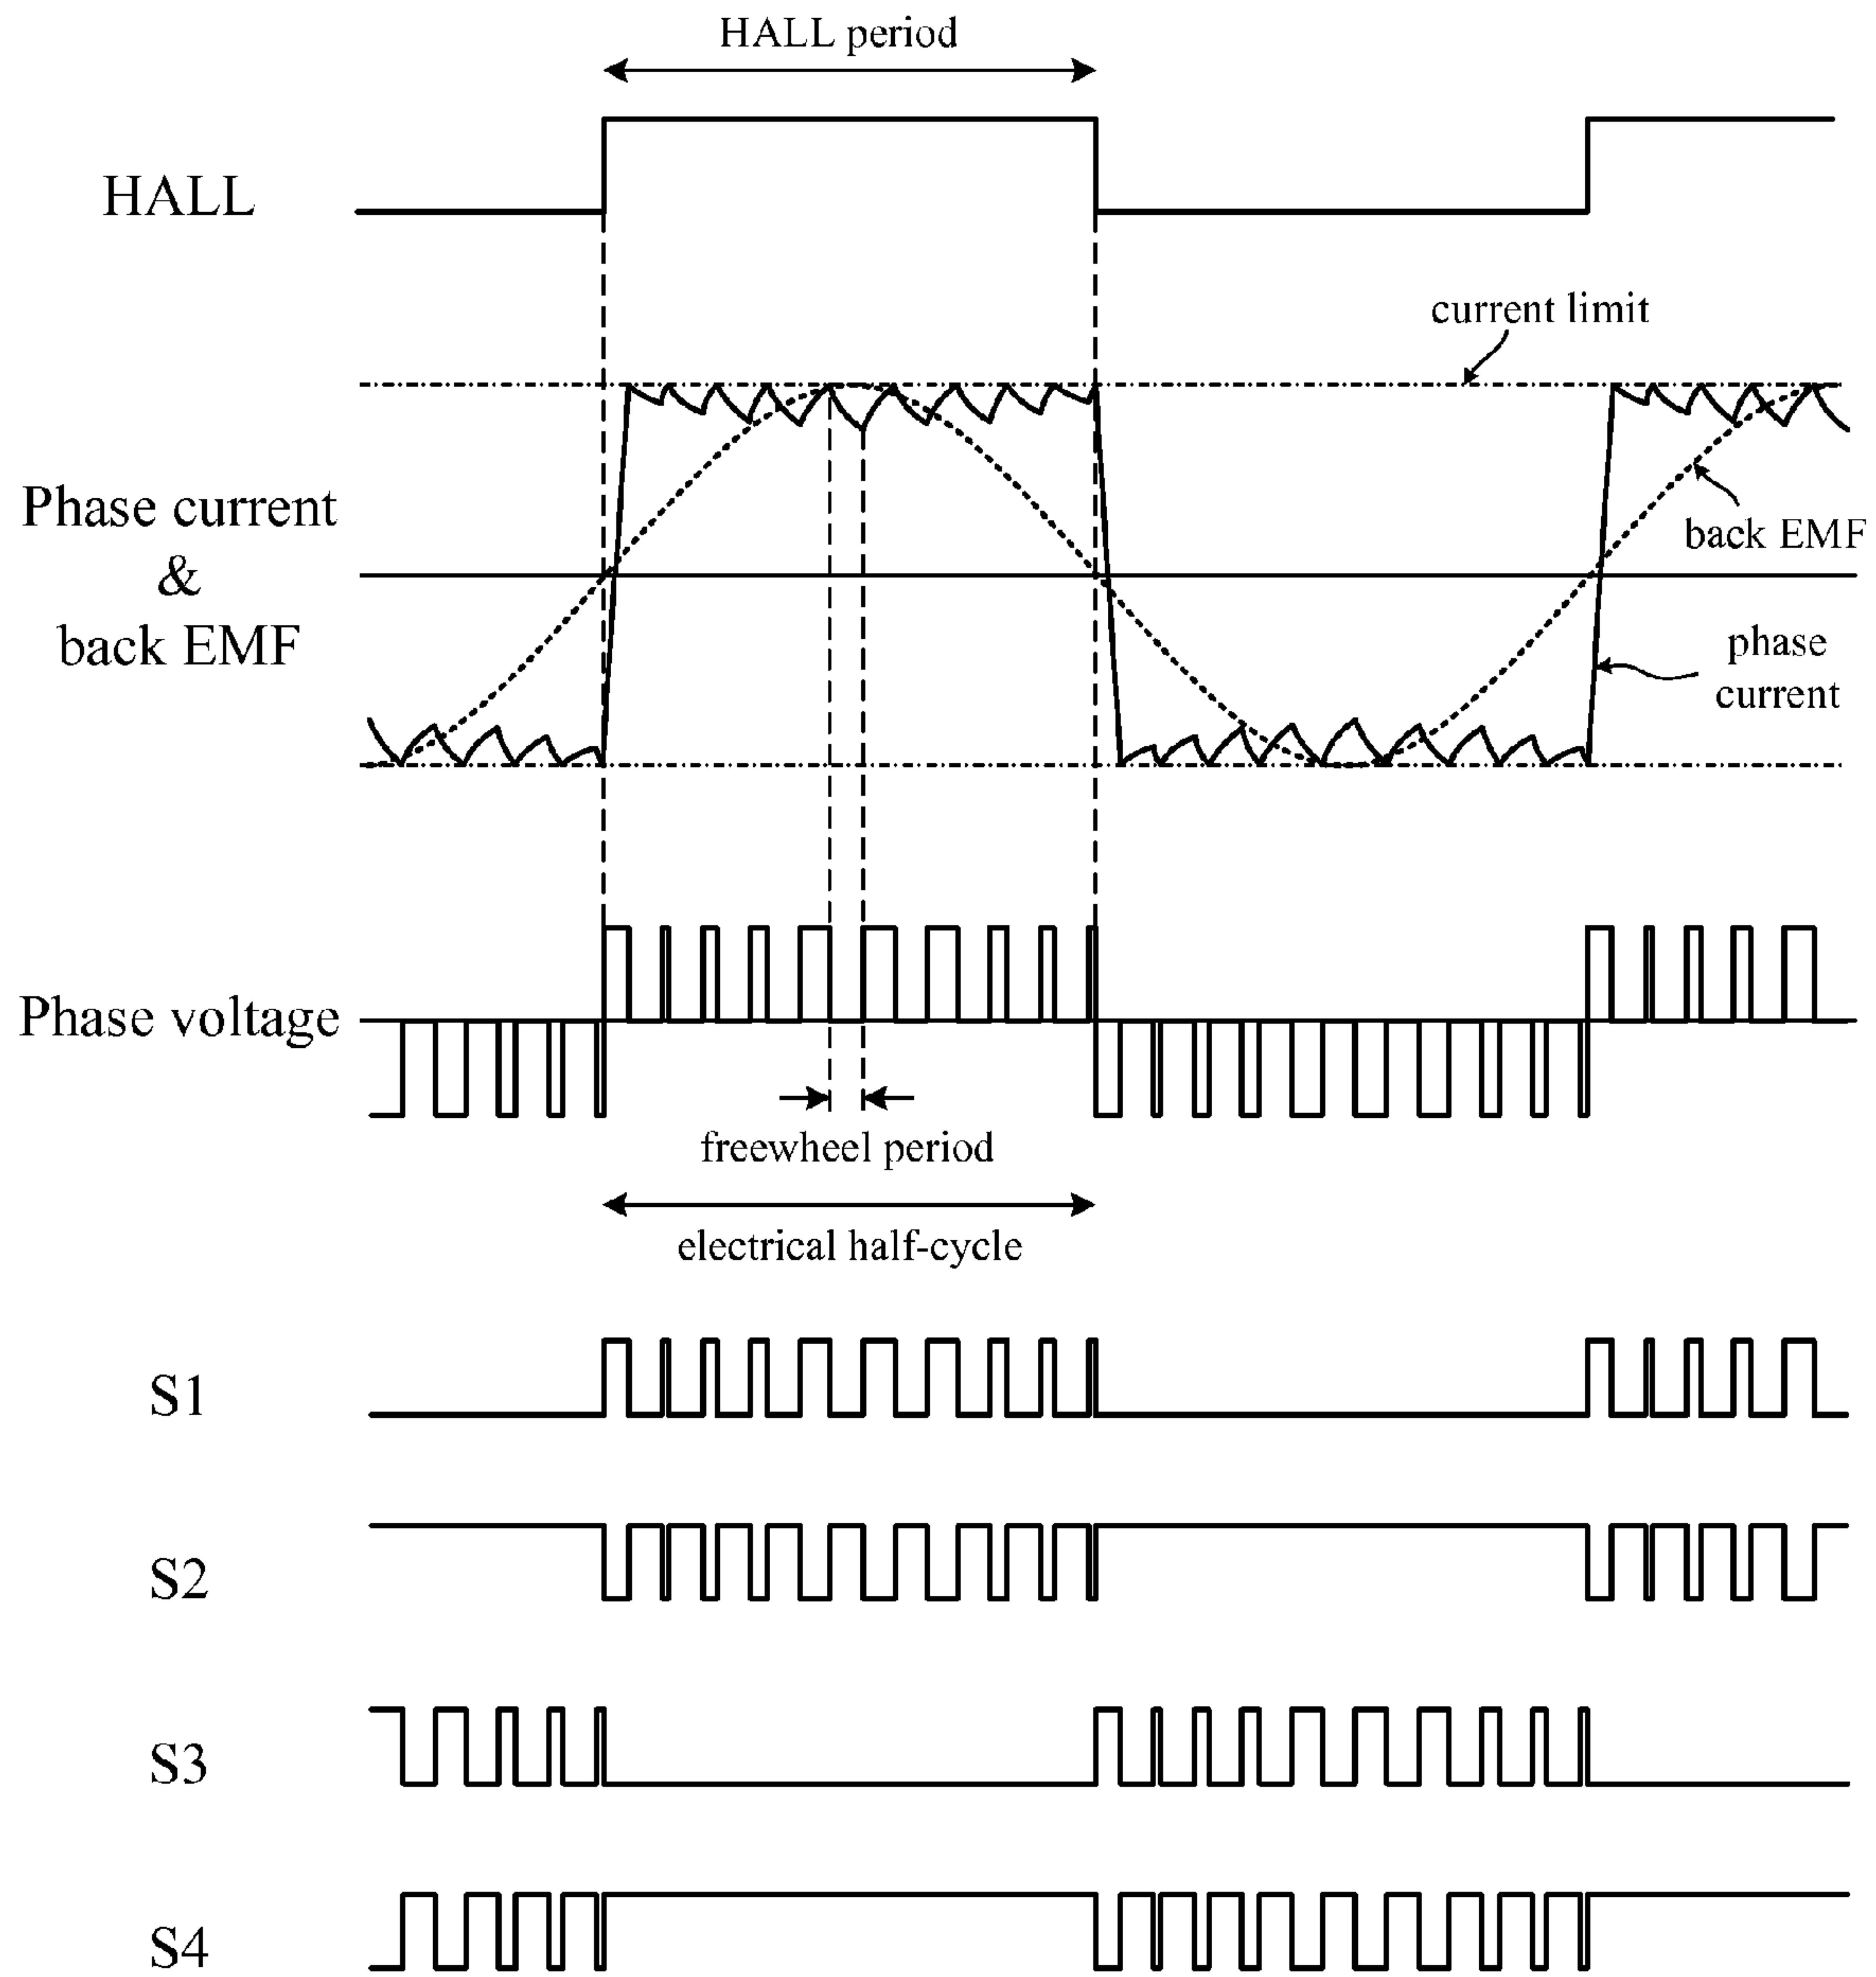 HALL period
HALL
current limit
Phase current
&
back EMF
back EMF
phase
current
Phase voltage
freewheel period
electrical half-cycle
S1
S2
S3
S4